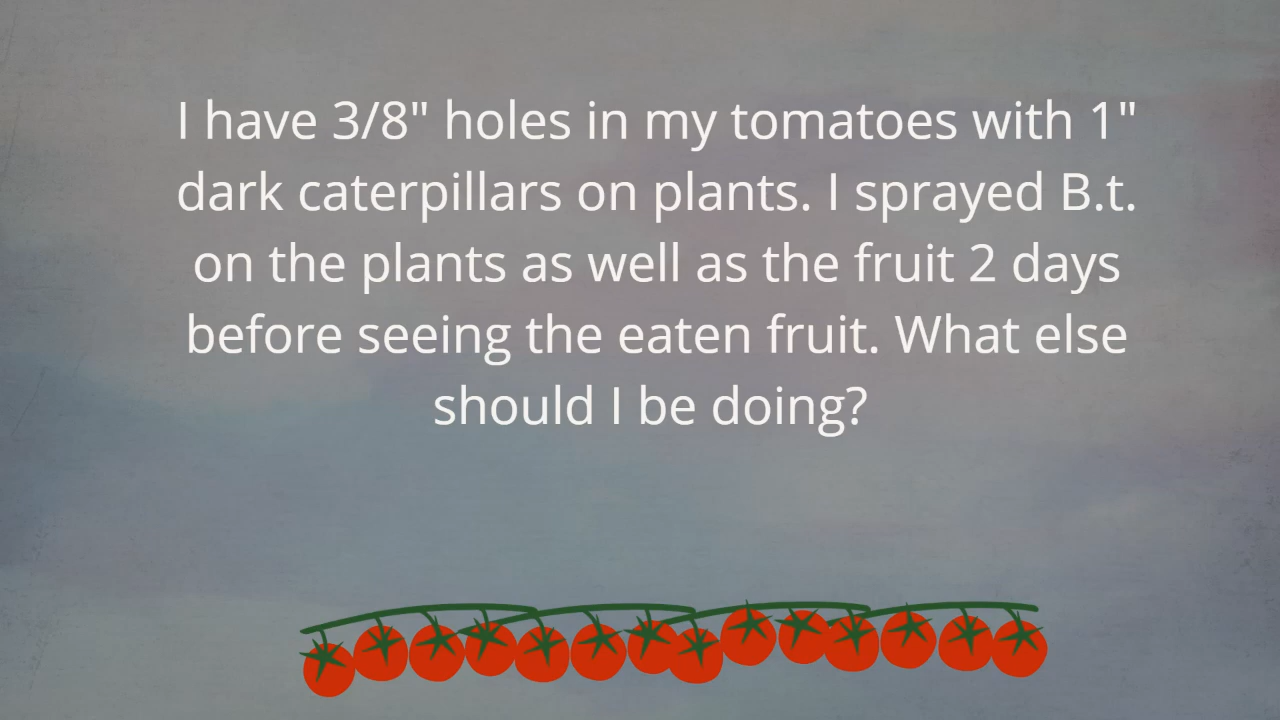 I have 3/8" holes in my tomatoes with 1"
dark caterpillars on plants. I sprayed B.t.
on the plants as well as the fruit 2 days
before seeing the eaten fruit. What else
should I be doing?